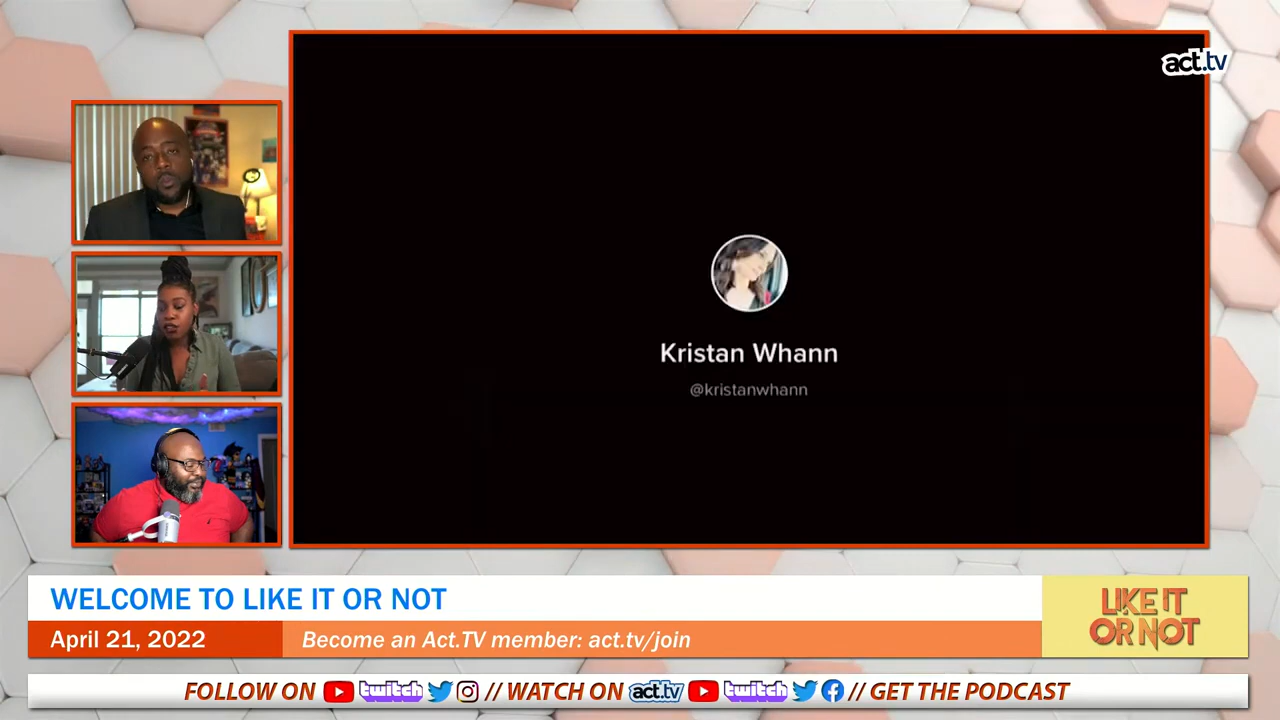 act.tv
Kristan Whann
@kristanwhann
WELCOME TO LIKE IT OR NOT
April 21, 2022
Become an Act.TV member: act.tv/join
LIKE IT
OR NOT
FOLLOW ON twitch // WATCH ON act.tv twitch // GET THE PODCAST